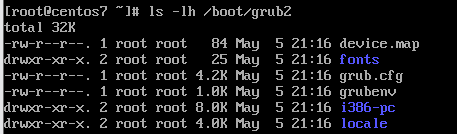 [root@centos7 ~]# ls -lh /boot/grub2
total 32K
-rw-r--r--. 1 root root   84 May  5 21:16 device.map
drwxr-xr-x. 2 root root   25 May  5 21:16 fonts
-rw-r--r--. 1 root root 4.2K May  5 21:16 grub.cfg
-rw-r--r--. 1 root root 1.0K May  5 21:16 grubenv
drwxr-xr-x. 2 root root 8.0K May  5 21:16 i386-pc
drwxr-xr-x. 2 root root 4.0K May  5 21:16 locale